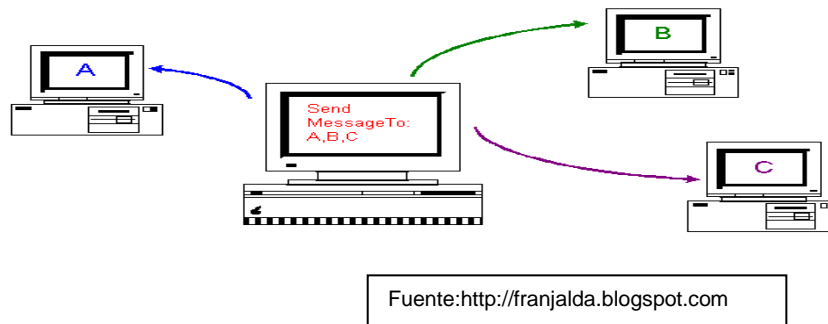 B
A
Send
MessageTo:
A,B,C
C
Fuente:http://franjalda.blogspot.com